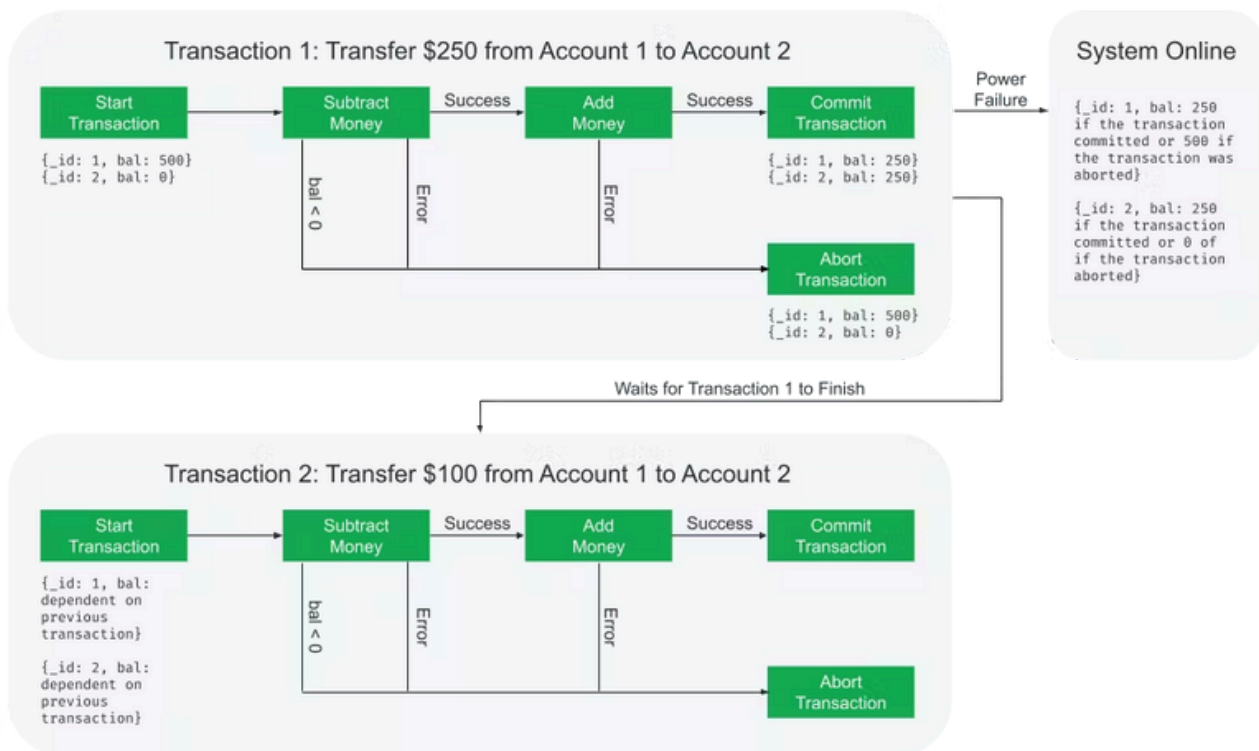 Transaction 1: Transfer $250 from Account 1 to Account 2
Start
Transaction
Subtract
Money
Success
Add
Money
Success
Commit
Transaction
{_id: 1, bal: 500}
{_id: 2, bal: 0}
{_id: 1, bal: 250}
{_id: 2, bal: 250}
bal < 0
Error
Error
Abort
Transaction
{_id: 1, bal: 500}
{_id: 2, bal: 0}
Power
Failure
System Online
{_id: 1, bal: 250
if the transaction
committed or 500 if
the transaction was
aborted}
{_id: 2, bal: 250
if the transaction
committed or 0 of
if the transaction
aborted}
Waits for Transaction 1 to Finish
Transaction 2: Transfer $100 from Account 1 to Account 2
Start
Transaction
Subtract
Money
Success
Add
Money
Success
Commit
Transaction
{_id: 1, bal:
dependent on
previous
transaction}
{_id: 2, bal:
dependent on
previous
transaction}
bal < 0
Error
Error
Abort
Transaction